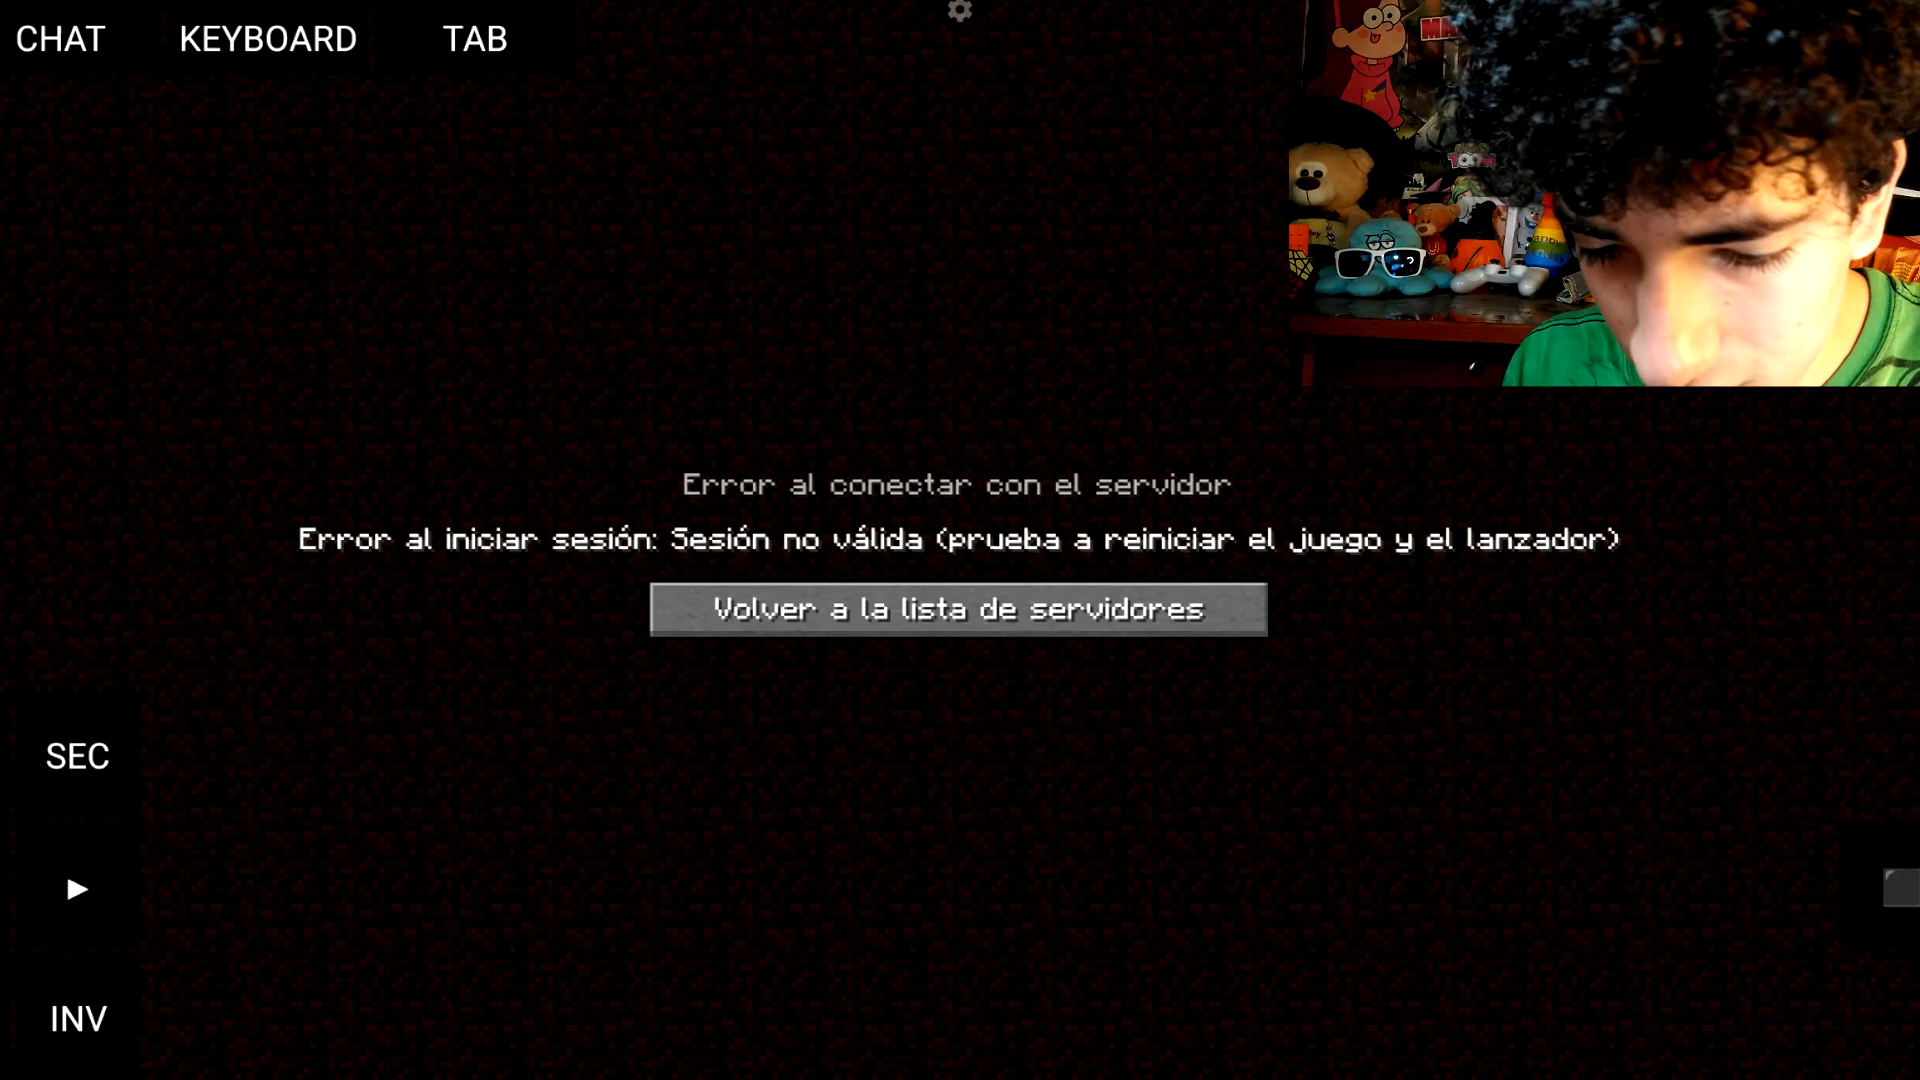 CHAT KEYBOARD TAB
Error al conectar con el servidor
Error al iniciar sesión: Sesión no válida (prueba a reiniciar el juego y el lanzador)
Volver a la lista de servidores
SEC
▶
INV